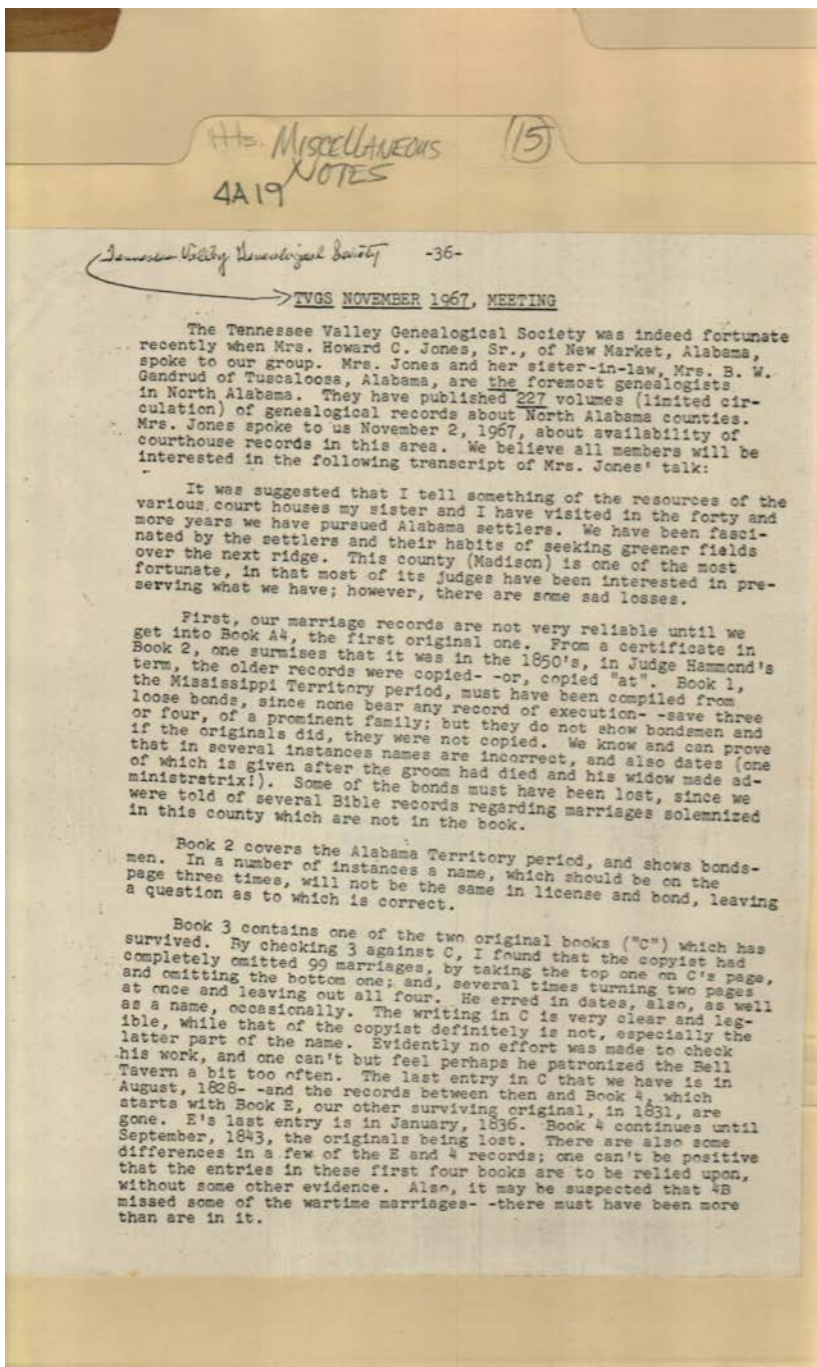 Hts. MISCELLANEOUS (15)
NOTES
4A19
Tennessee Valley Genealogical Society -36-
TVGS NOVEMBER 1967, MEETING
The Tennessee Valley Genealogical Society was indeed fortunate
recently when Mrs. Howard C. Jones, Sr., of New Market, Alabama,
spoke to our group. Mrs. Jones and her sister-in-law, Mrs. B. W.
Gandrud of Tuscaloosa, Alabama, are the foremost genealogists
in North Alabama. They have published 227 volumes (limited cir-
culation) of genealogical records about North Alabama counties.
Mrs. Jones spoke to us November 2, 1967, about availability of
courthouse records in this area. We believe all members will be
interested in the following transcript of Mrs. Jones' talk:
It was suggested that I tell something of the resources of the
various court houses my sister and I have visited in the forty and
more years we have pursued Alabama settlers. We have been fasci-
nated by the settlers and their habits of seeking greener fields
over the next ridge. This county (Madison) is one of the most
fortunate, in that most of its judges have been interested in pre-
serving what we have; however, there are some sad losses.
First, our marriage records are not very reliable until we
get into Book A4, the first original one. From a certificate in
Book 2, one surmises that it was in the 1850's, in Judge Hammond's
term, the older records were copied- -or, copied "at". Book 1,
the Mississippi Territory period, must have been compiled from
loose bonds, since none bear any record of execution- -save three
or four, of a prominent family; but they do not show bondsmen and
if the originals did, they were not copied. We know and can prove
that in several instances names are incorrect, and also dates (one
of which is given after the groom had died and his widow made ad-
ministratrix!). Some of the bonds must have been lost, since we
were told of several Bible records regarding marriages solemnized
in this county which are not in the book.
Book 2 covers the Alabama Territory period, and shows bonds-
men. In a number of instances a name, which should be on the
page three times, will not be the same in license and bond, leaving
a question as to which is correct.
Book 3 contains one of the two original books ("C") which has
survived. By checking 3 against C, I found that the copyist had
completely omitted 99 marriages, by taking the top one on C's page,
and omitting the bottom one; and, several times turning two pages
at once and leaving out all four. He erred in dates, also, as well
as a name, occasionally. The writing in C is very clear and leg-
ible, while that of the copyist definitely is not, especially the
latter part of the name. Evidently no effort was made to check
his work, and one can't but feel perhaps he patronized the Bell
Tavern a bit too often. The last entry in C that we have is in
August, 1828- -and the records between then and Book 4, which
starts with Book E, our other surviving original, in 1831, are
gone. E's last entry is in January, 1836. Book 4 continues until
September, 1843, the originals being lost. There are also some
differences in a few of the E and 4 records; one can't be positive
that the entries in these first four books are to be relied upon,
without some other evidence. Also, it may be suspected that 4B
missed some of the wartime marriages- -there must have been more
than are in it.